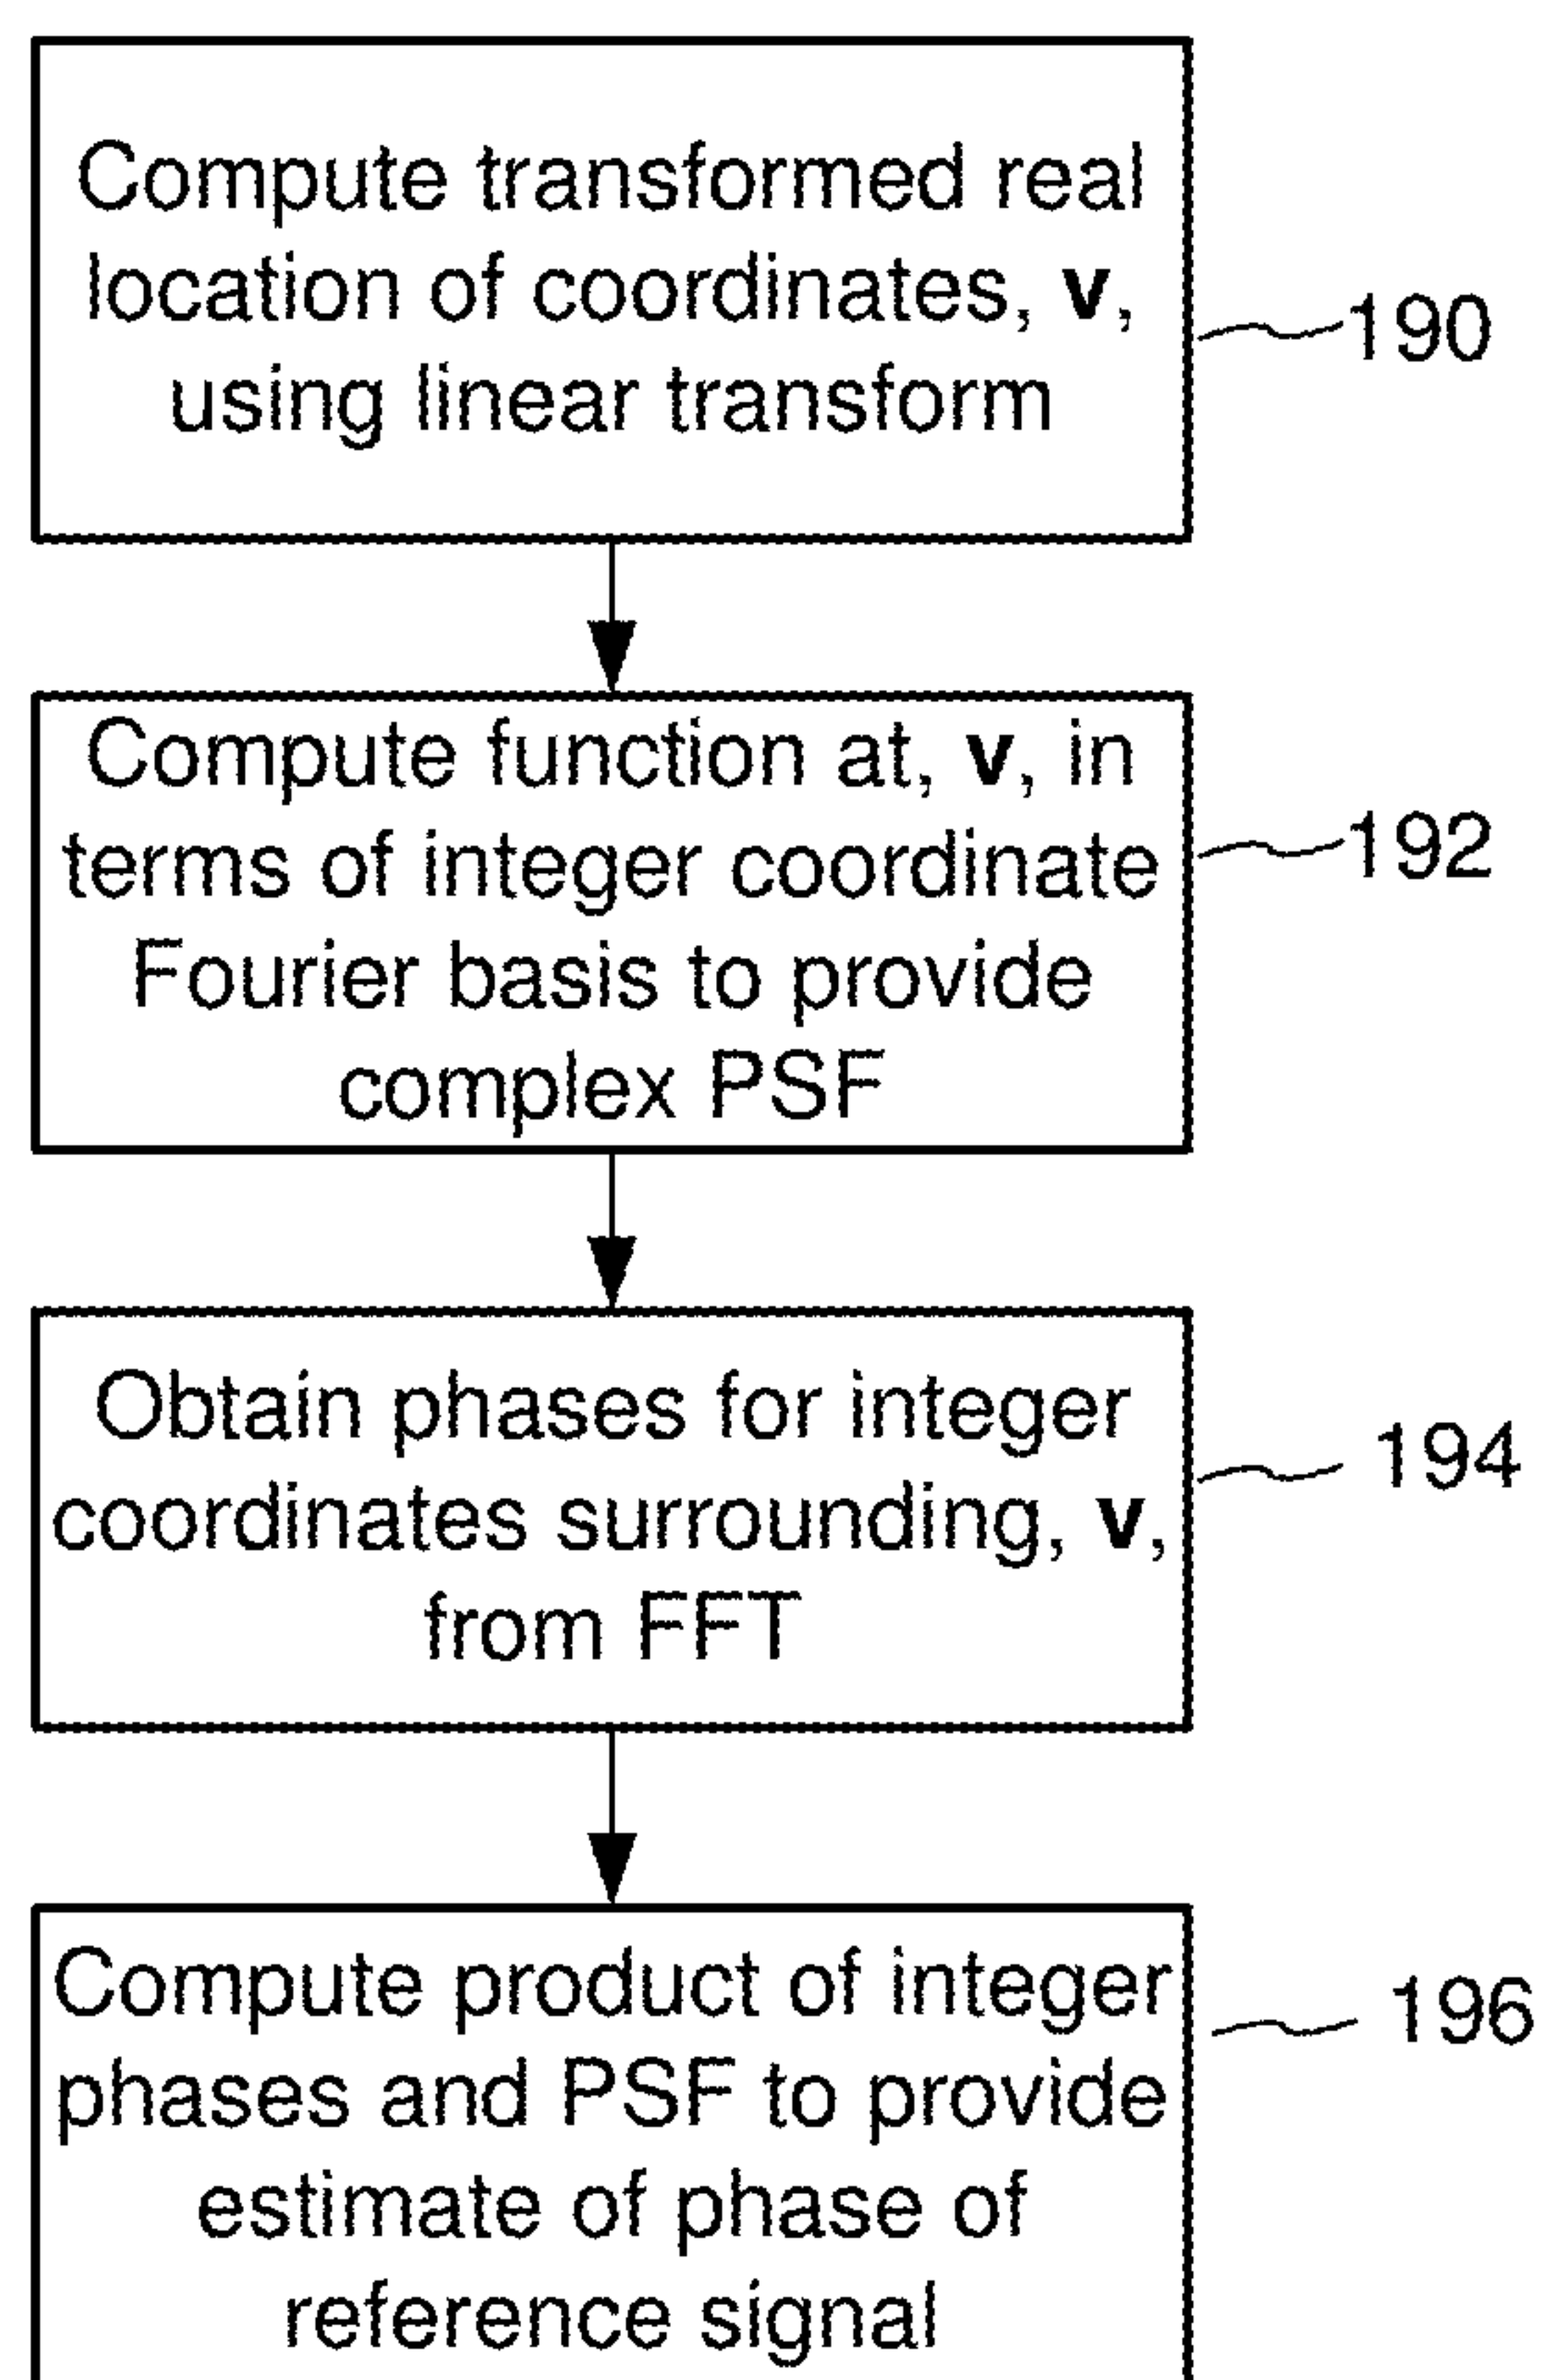 Compute transformed real
location of coordinates, v,
using linear transform
190
Compute function at, v, in
terms of integer coordinate
Fourier basis to provide
complex PSF
192
Obtain phases for integer
coordinates surrounding, v,
from FFT
194
Compute product of integer
phases and PSF to provide
estimate of phase of
reference signal
196